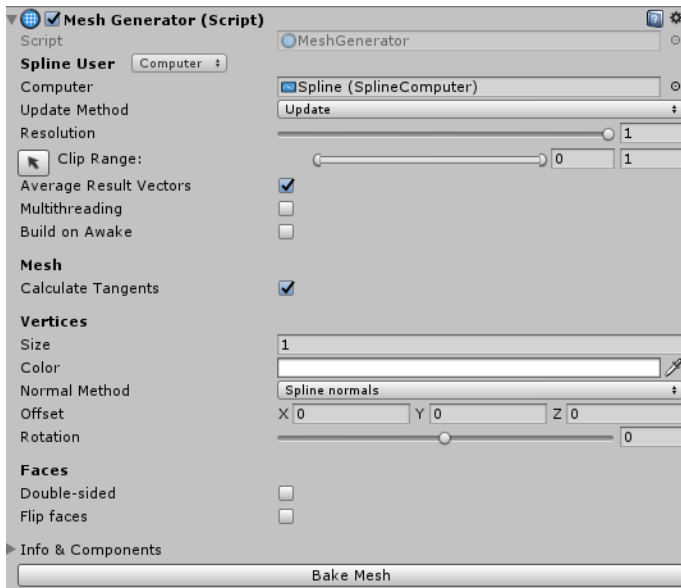 Mesh Generator (Script)
Script MeshGenerator
Spline User Computer
Computer Spline (SplineComputer)
Update Method Update
Resolution 1
Clip Range: 0 1
Average Result Vectors
Multithreading
Build on Awake
Mesh
Calculate Tangents
Vertices
Size 1
Color
Normal Method Spline normals
Offset X 0 Y 0 Z 0
Rotation 0
Faces
Double-sided
Flip faces
Info & Components
Bake Mesh